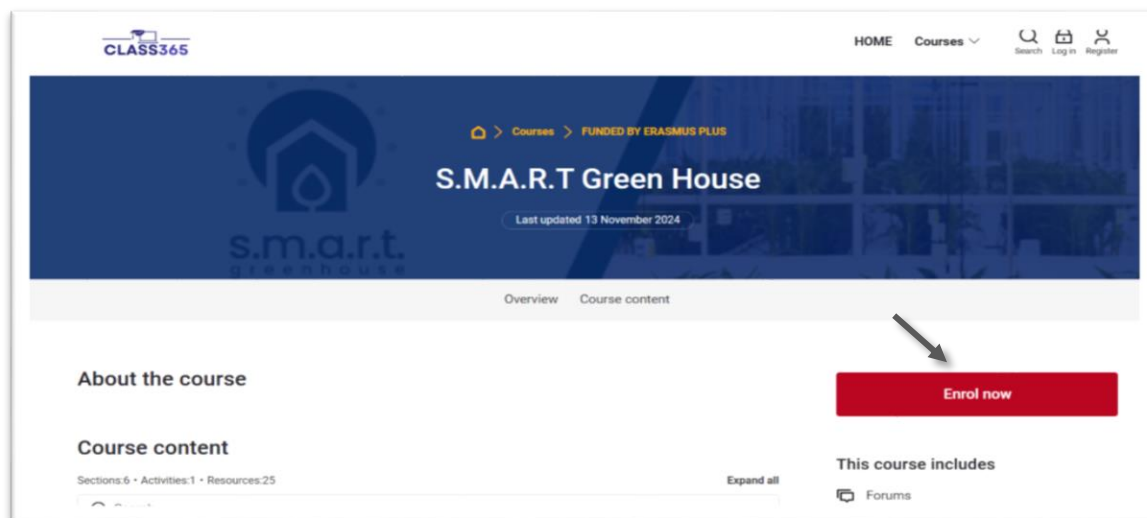 CLASS365
HOME Courses
Search Log in Register
Courses > FUNDED BY ERASMUS PLUS
S.M.A.R.T Green House
Last updated 13 November 2024
s.m.a.r.t.
greenhouse
Overview Course content
About the course
Enrol now
Course content
Sections:6 • Activities:1 • Resources:25
Expand all
This course includes
Forums